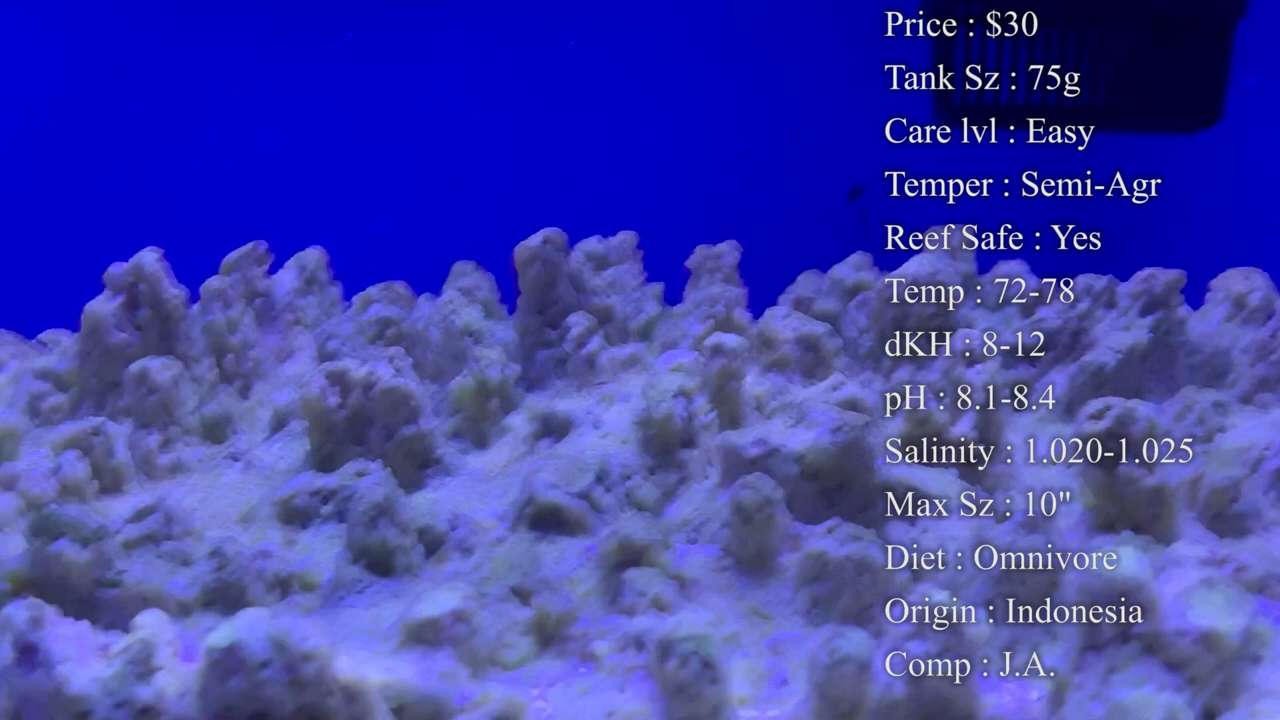 Price : $30
Tank Sz : 75g
Care lvl : Easy
Temper : Semi-Agr
Reef Safe : Yes
Temp : 72-78
dKH : 8-12
pH : 8.1-8.4
Salinity : 1.020-1.025
Max Sz : 10"
Diet : Omnivore
Origin : Indonesia
Comp : J.A.